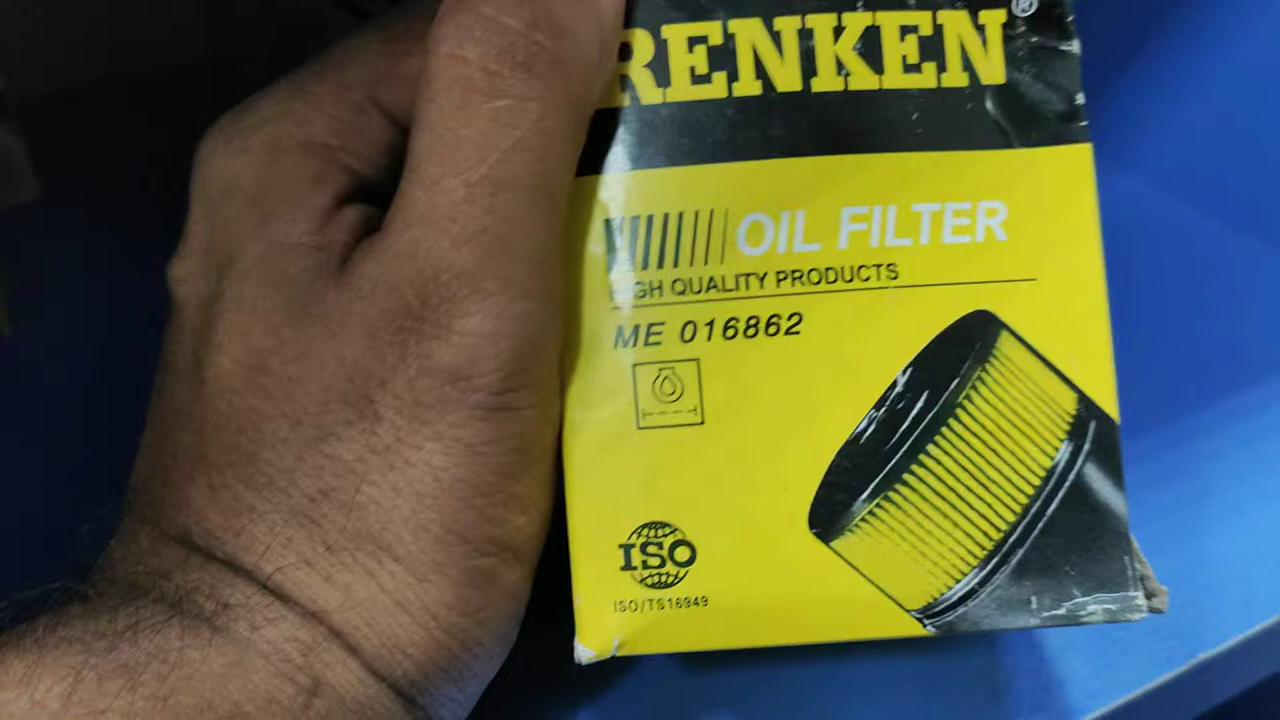 RENKEN®
OIL FILTER
HIGH QUALITY PRODUCTS
ME 016862
ISO
ISO/TS16949